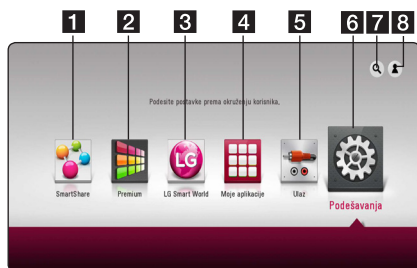 1 2 3 4 5 6 7 8
Podesite postavke prema okruženju korisnika.
LG
SmartShare Premium LG Smart World Moje aplikacije Ulaz
Podešavanja